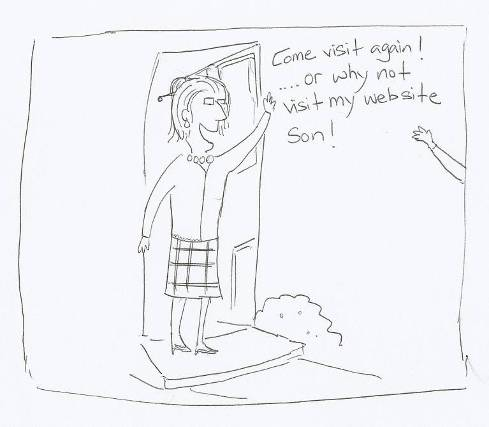 Come visit again!
....or why not
visit my website
Son!